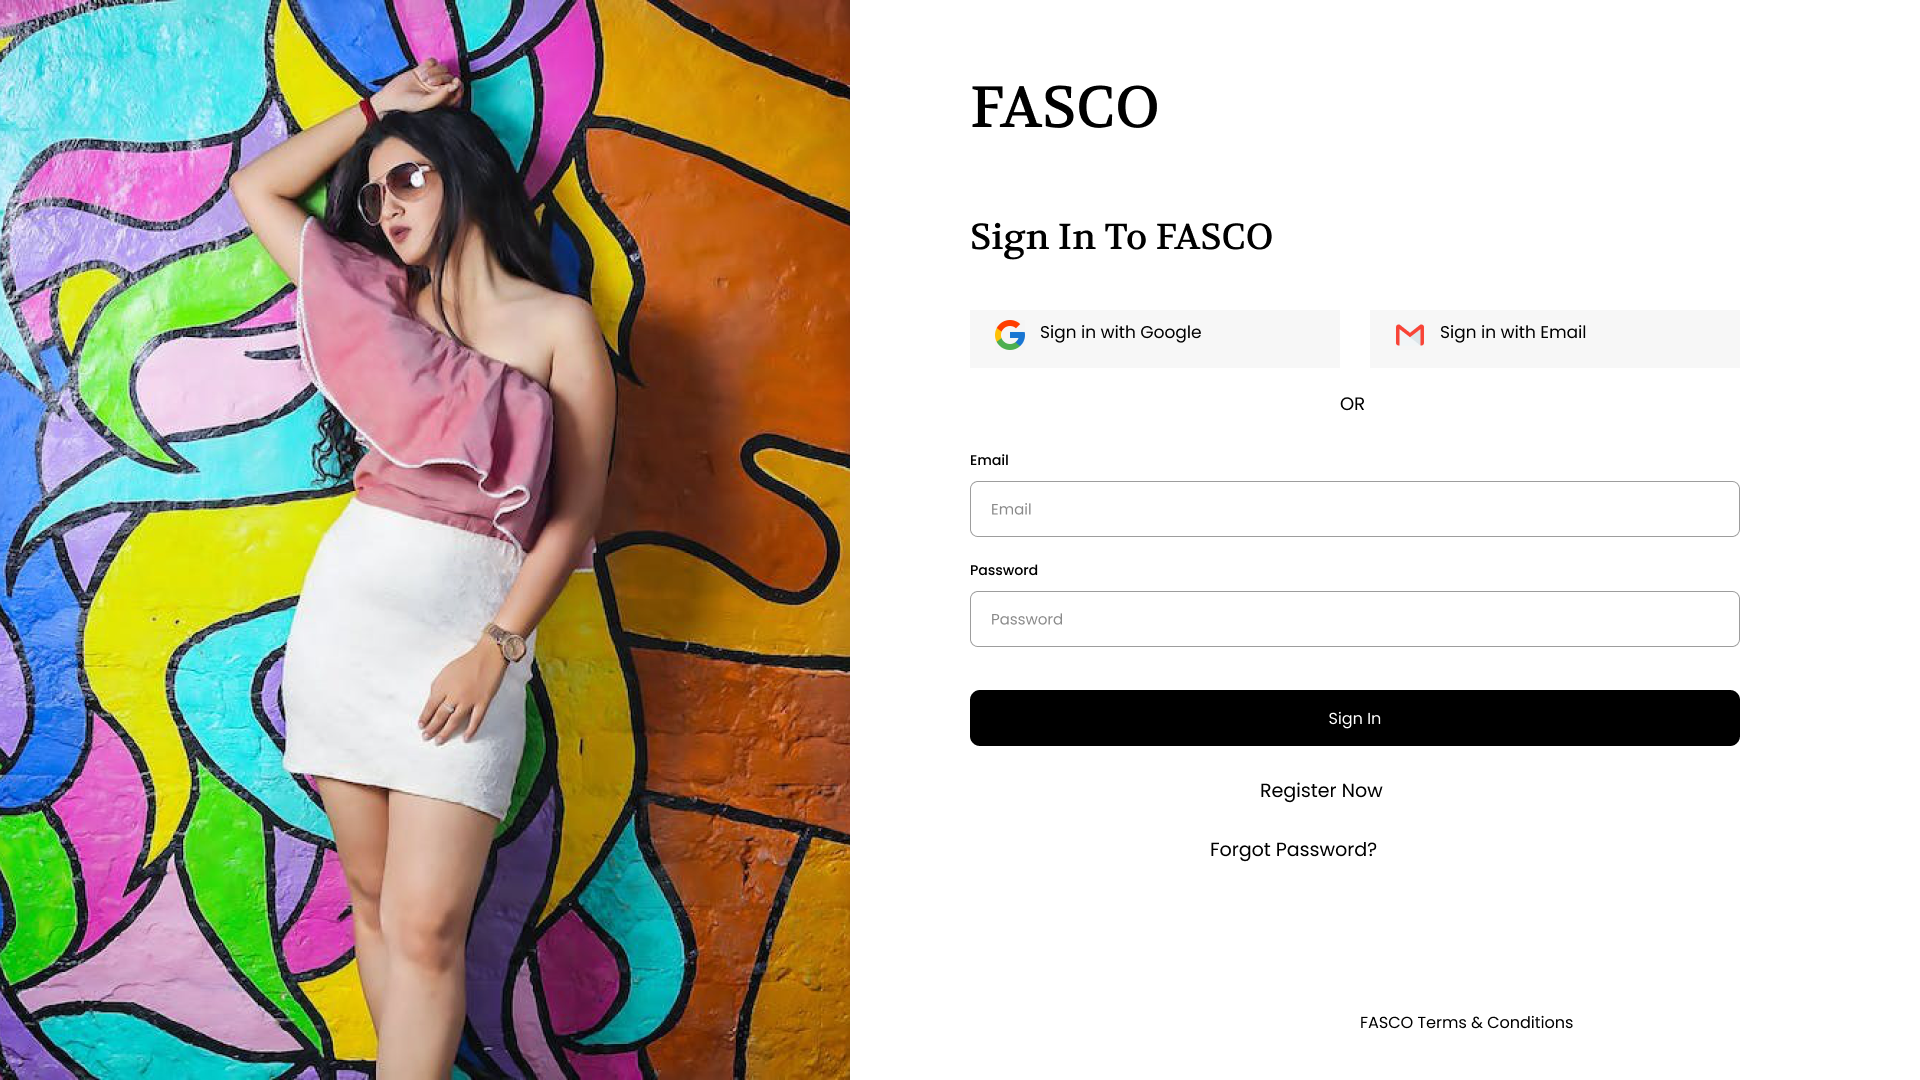 FASCO
Sign In To FASCO
Sign in with Google
Sign in with Email
OR
Email
Email
Password
Password
Sign In
Register Now
Forgot Password?
FASCO Terms & Conditions